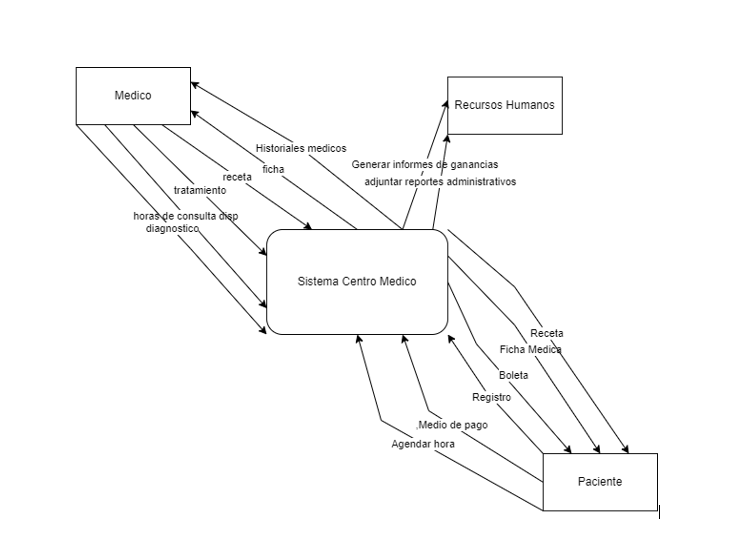 Medico
Recursos Humanos
Historiales medicos
Generar informes de ganancias
ficha
receta
adjuntar reportes administrativos
tratamiento
horas de consulta disp
diagnostico
Sistema Centro Medico
Receta
Ficha Medica
Boleta
Registro
,Medio de pago
Agendar hora
Paciente